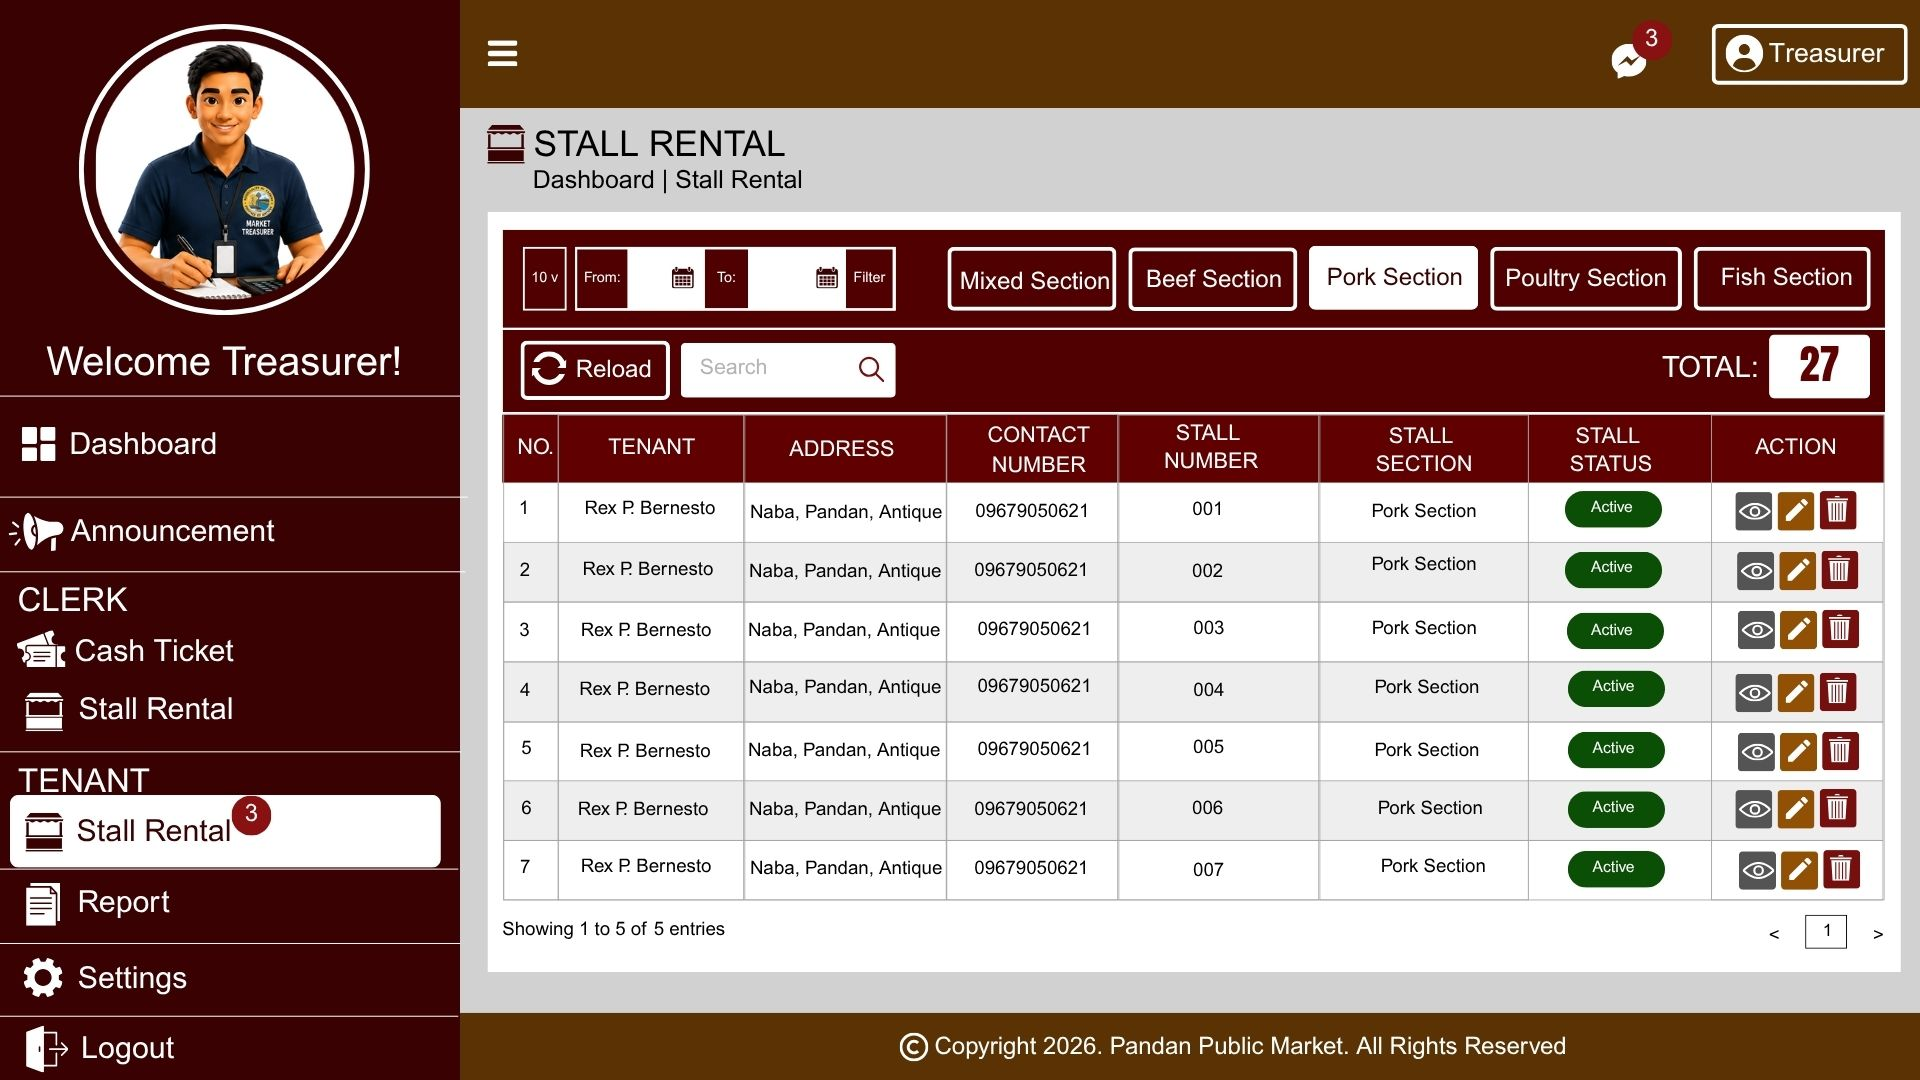 MARKET
TREASURER
Welcome Treasurer!
Dashboard
Announcement
CLERK
Cash Ticket
Stall Rental
TENANT
Stall Rental 3
Report
Settings
Logout
3
Treasurer
STALL RENTAL
Dashboard | Stall Rental
10 v From: To: Filter Mixed Section Beef Section Pork Section Poultry Section Fish Section
Reload Search TOTAL: 27
NO. TENANT ADDRESS CONTACT NUMBER STALL NUMBER STALL SECTION STALL STATUS ACTION
1 Rex P. Bernesto Naba, Pandan, Antique 09679050621 001 Pork Section Active
2 Rex P. Bernesto Naba, Pandan, Antique 09679050621 002 Pork Section Active
3 Rex P. Bernesto Naba, Pandan, Antique 09679050621 003 Pork Section Active
4 Rex P. Bernesto Naba, Pandan, Antique 09679050621 004 Pork Section Active
5 Rex P. Bernesto Naba, Pandan, Antique 09679050621 005 Pork Section Active
6 Rex P. Bernesto Naba, Pandan, Antique 09679050621 006 Pork Section Active
7 Rex P. Bernesto Naba, Pandan, Antique 09679050621 007 Pork Section Active
Showing 1 to 5 of 5 entries
< 1 >
© Copyright 2026. Pandan Public Market. All Rights Reserved